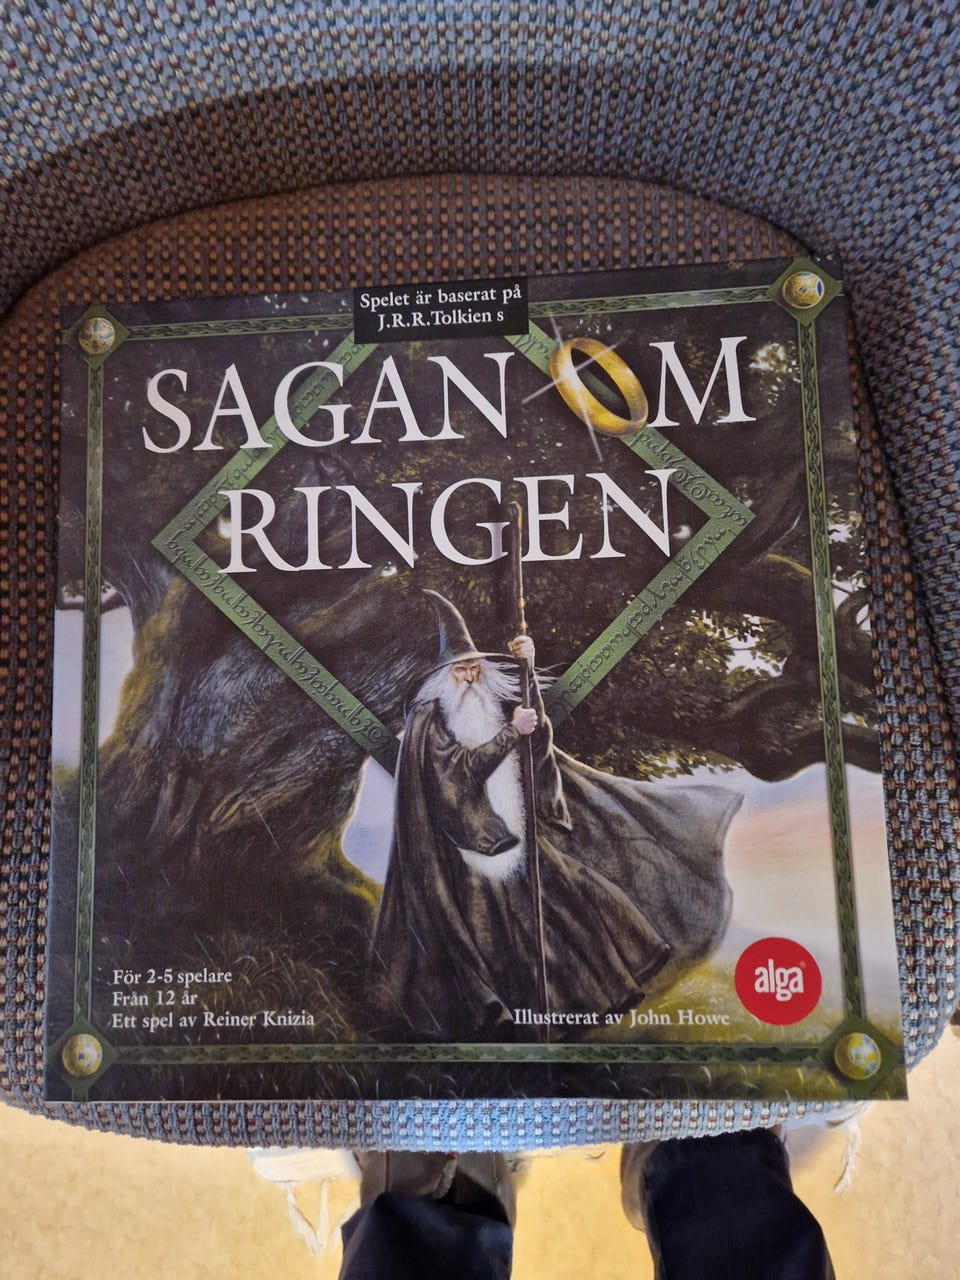 Spelet är baserat på
J.R.R.Tolkien s
SAGAN OM
RINGEN
För 2-5 spelare
Från 12 år
Ett spel av Reiner Knizia
Illustrerat av John Howe
alga®